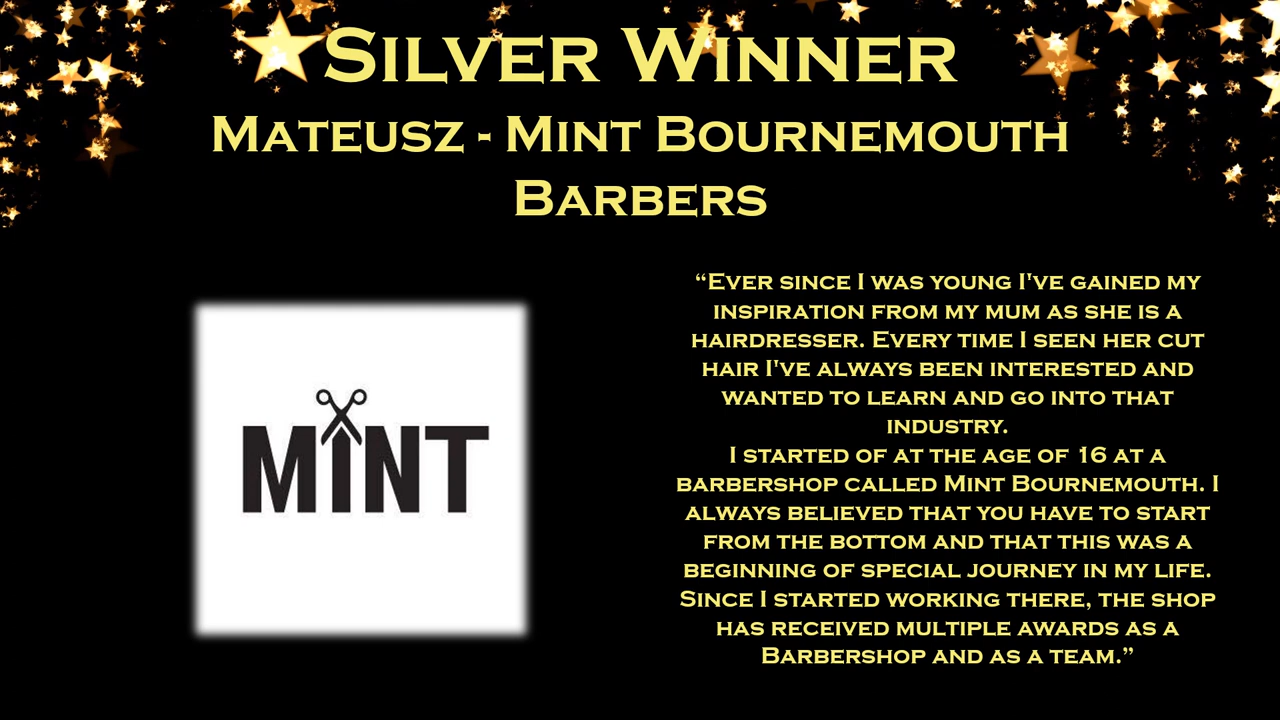 Silver Winner
Mateusz - Mint Bournemouth
Barbers
MINT
“Ever since I was young I've gained my
inspiration from my mum as she is a
hairdresser. Every time I seen her cut
hair I've always been interested and
wanted to learn and go into that
industry.
I started of at the age of 16 at a
barbershop called Mint Bournemouth. I
always believed that you have to start
from the bottom and that this was a
beginning of special journey in my life.
Since I started working there, the shop
has received multiple awards as a
Barbershop and as a team.”